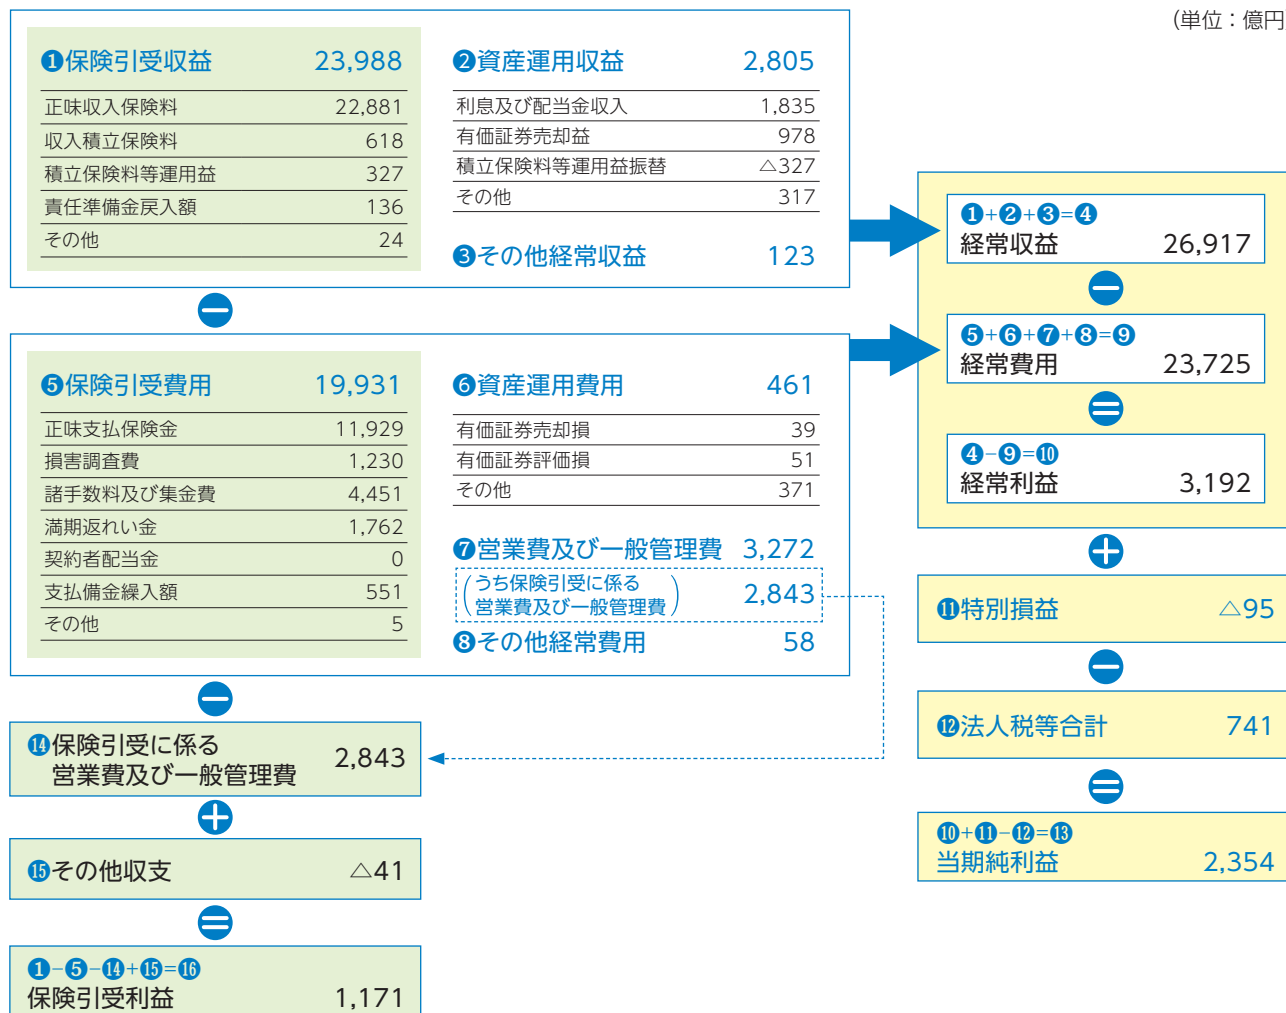 (単位：億円
❶保険引受収益 23,988
正味収入保険料 22,881
収入積立保険料 618
積立保険料等運用益 327
責任準備金戻入額 136
その他 24
❷資産運用収益 2,805
利息及び配当金収入 1,835
有価証券売却益 978
積立保険料等運用益振替 △327
その他 317
❸その他経常収益 123
❶+❷+❸=❹
経常収益 26,917
−
❺+❻+❼+❽=❾
経常費用 23,725
=
❹−❾=❿
経常利益 3,192
−
❺保険引受費用 19,931
正味支払保険金 11,929
損害調査費 1,230
諸手数料及び集金費 4,451
満期返れい金 1,762
契約者配当金 0
支払備金繰入額 551
その他 5
❻資産運用費用 461
有価証券売却損 39
有価証券評価損 51
その他 371
❼営業費及び一般管理費 3,272
(うち保険引受に係る
営業費及び一般管理費) 2,843
❽その他経常費用 58
+
⓫特別損益 △95
−
⓬法人税等合計 741
=
❿+⓫−⓬=⓭
当期純利益 2,354
−
⓮保険引受に係る
営業費及び一般管理費 2,843
+
⓯その他収支 △41
=
❶−❺−⓮+⓯=⓰
保険引受利益 1,171